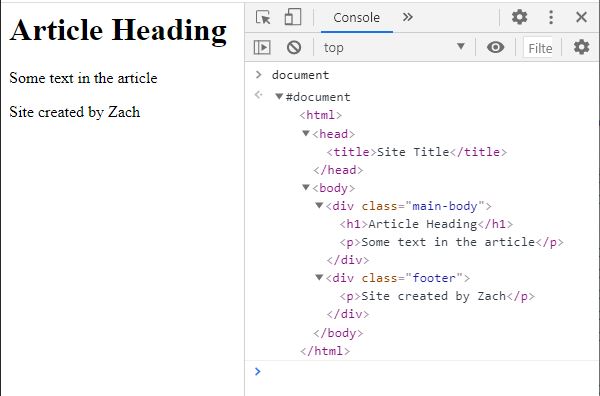 Article Heading
Some text in the article
Site created by Zach
Console
top
Filte
document
#document
<html>
<head>
<title>Site Title</title>
</head>
<body>
<div class="main-body">
<h1>Article Heading</h1>
<p>Some text in the article</p>
</div>
<div class="footer">
<p>Site created by Zach</p>
</div>
</body>
</html>